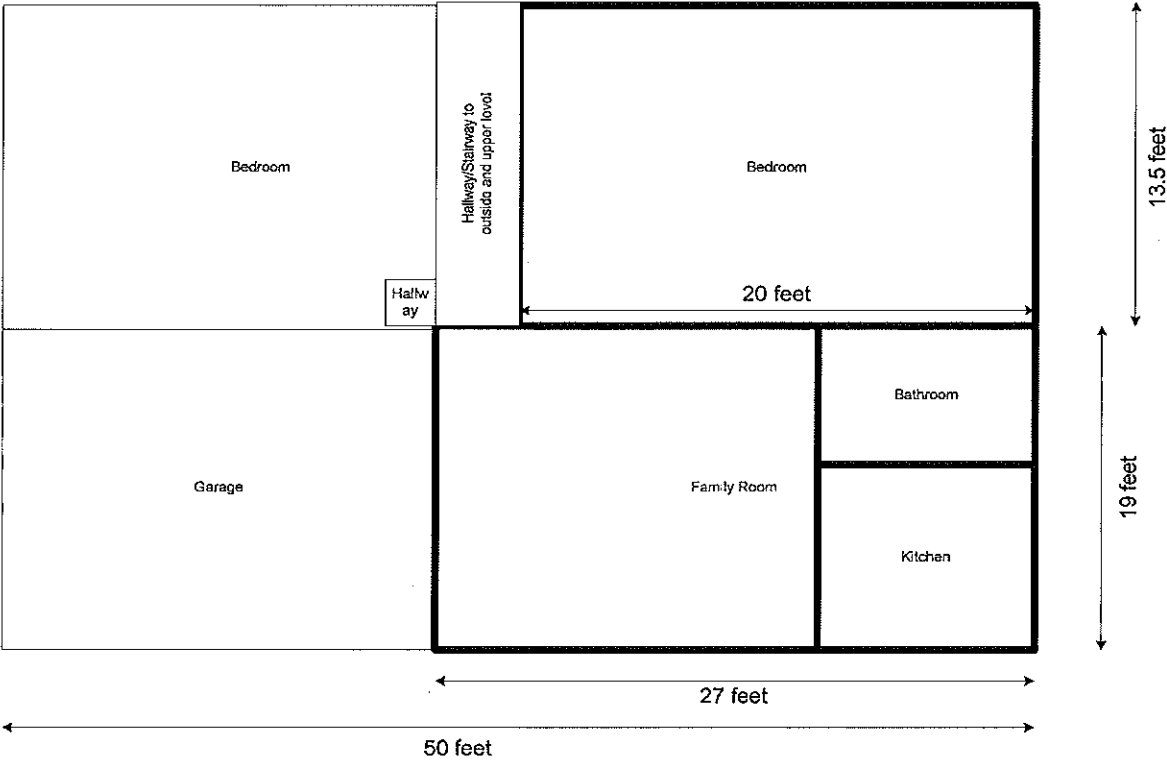 Bedroom
Hallway/Stairway to
outside and upper level
Bedroom
13.5 feet
Hallw
ay
20 feet
Bathroom
Garage
Family Room
19 feet
Kitchen
27 feet
50 feet